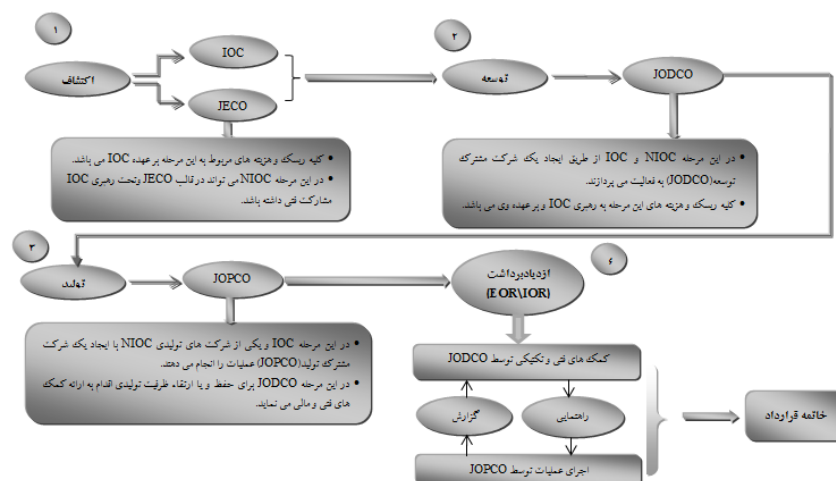 ۱
اکتشاف
IOC
JECO
• کلیه ریسک و هزینه های مربوط به این مرحله بر عهده IOC می باشد.
• در این مرحله NIOC می تواند در قالب JECO وتحت رهبری IOC
مشارکت فنی داشته باشد.
۲
توسعه
JODCO
• در این مرحله NIOC و IOC از طریق ایجاد یک شرکت مشترک
توسعه(JODCO) به فعالیت می پردازند.
• کلیه ریسک و هزینه های این مرحله به رهبری IOC و بر عهده وی می باشد.
۳
تولید
JOPCO
• در این مرحله IOC و یکی از شرکت های تولیدی NIOC با ایجاد یک شرکت
مشترک تولید(JOPCO) عملیات را انجام می دهند.
• در این مرحله JODCO برای حفظ و یا ارتقاء ظرفیت تولیدی اقدام به ارائه کمک
های فنی و مالی می نماید.
۴
ازدیادبرداشت
(EOR\IOR)
کمک های فنی و تکنیکی توسط JODCO
گزارش
راهنمایی
اجرای عملیات توسط JOPCO
خاتمه قرارداد